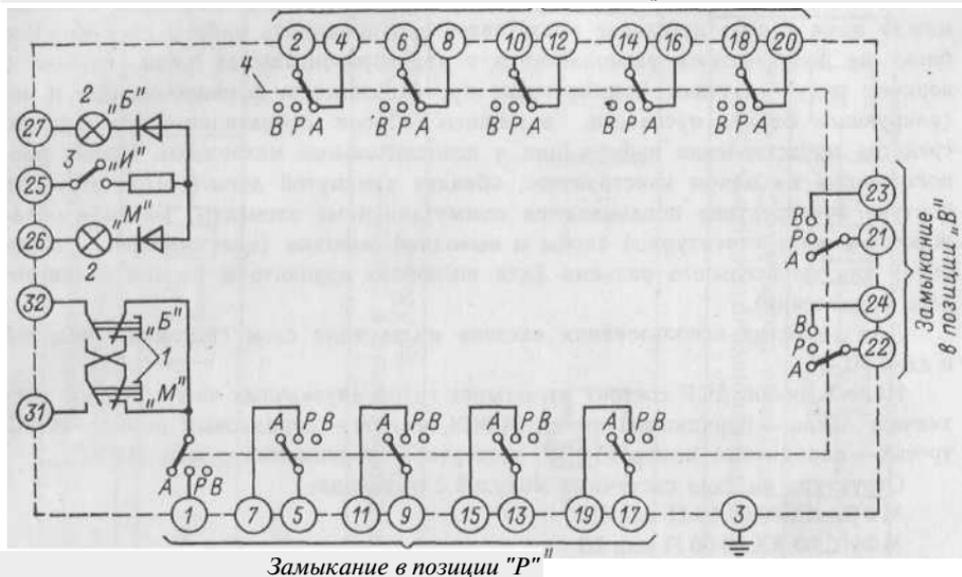 2 4 6 8 10 12 14 16 18 20
4
В Р А В Р А В Р А В Р А В Р А
27 2 „Б"
25 3 „И"
26 „М"
2
32
„Б"
1
„М"
31
А Р В
А Р В А Р В А Р В А Р В
1 7 5 11 9 15 13 19 17 3
23
В
Р 21
А
24
В
Р 22
А
Замыкание
в позиции „В"
"
Замыкание в позиции "Р"